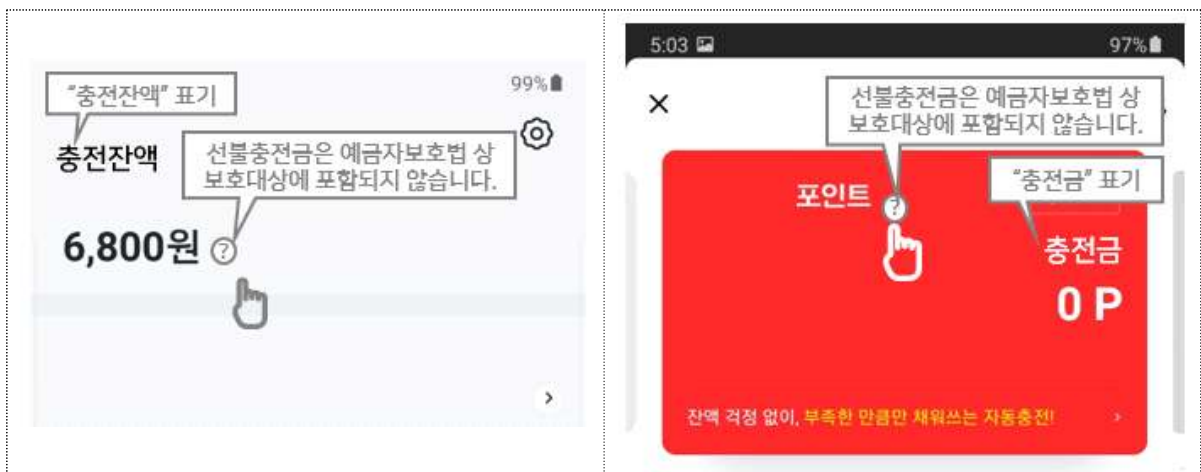 99%
"충전잔액" 표기
충전잔액
선불충전금은 예금자보호법 상
보호대상에 포함되지 않습니다.
6,800원 ?
5:03
97%
선불충전금은 예금자보호법 상
보호대상에 포함되지 않습니다.
"충전금" 표기
포인트 ?
충전금
0 P
잔액 걱정 없이, 부족한 만큼만 채워쓰는 자동충전!